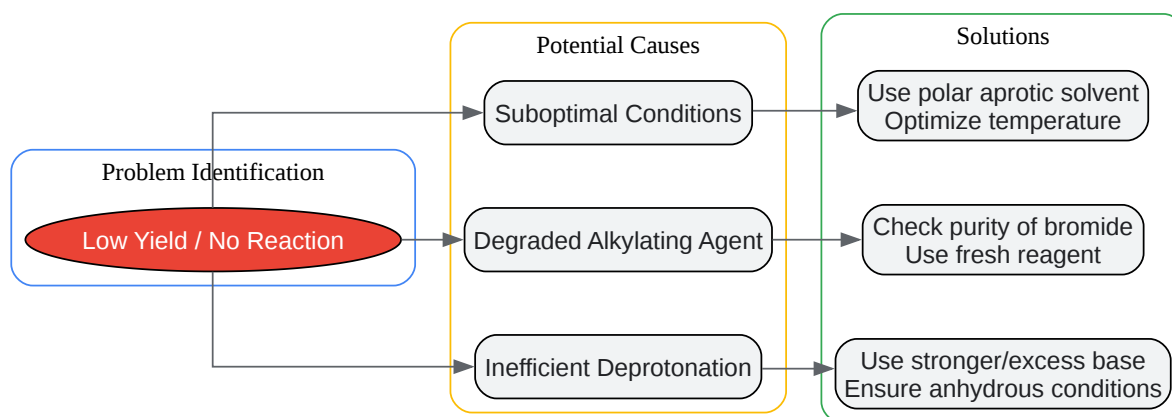 Problem Identification
Low Yield / No Reaction
Potential Causes
Suboptimal Conditions
Degraded Alkylating Agent
Inefficient Deprotonation
Solutions
Use polar aprotic solvent
Optimize temperature
Check purity of bromide
Use fresh reagent
Use stronger/excess base
Ensure anhydrous conditions